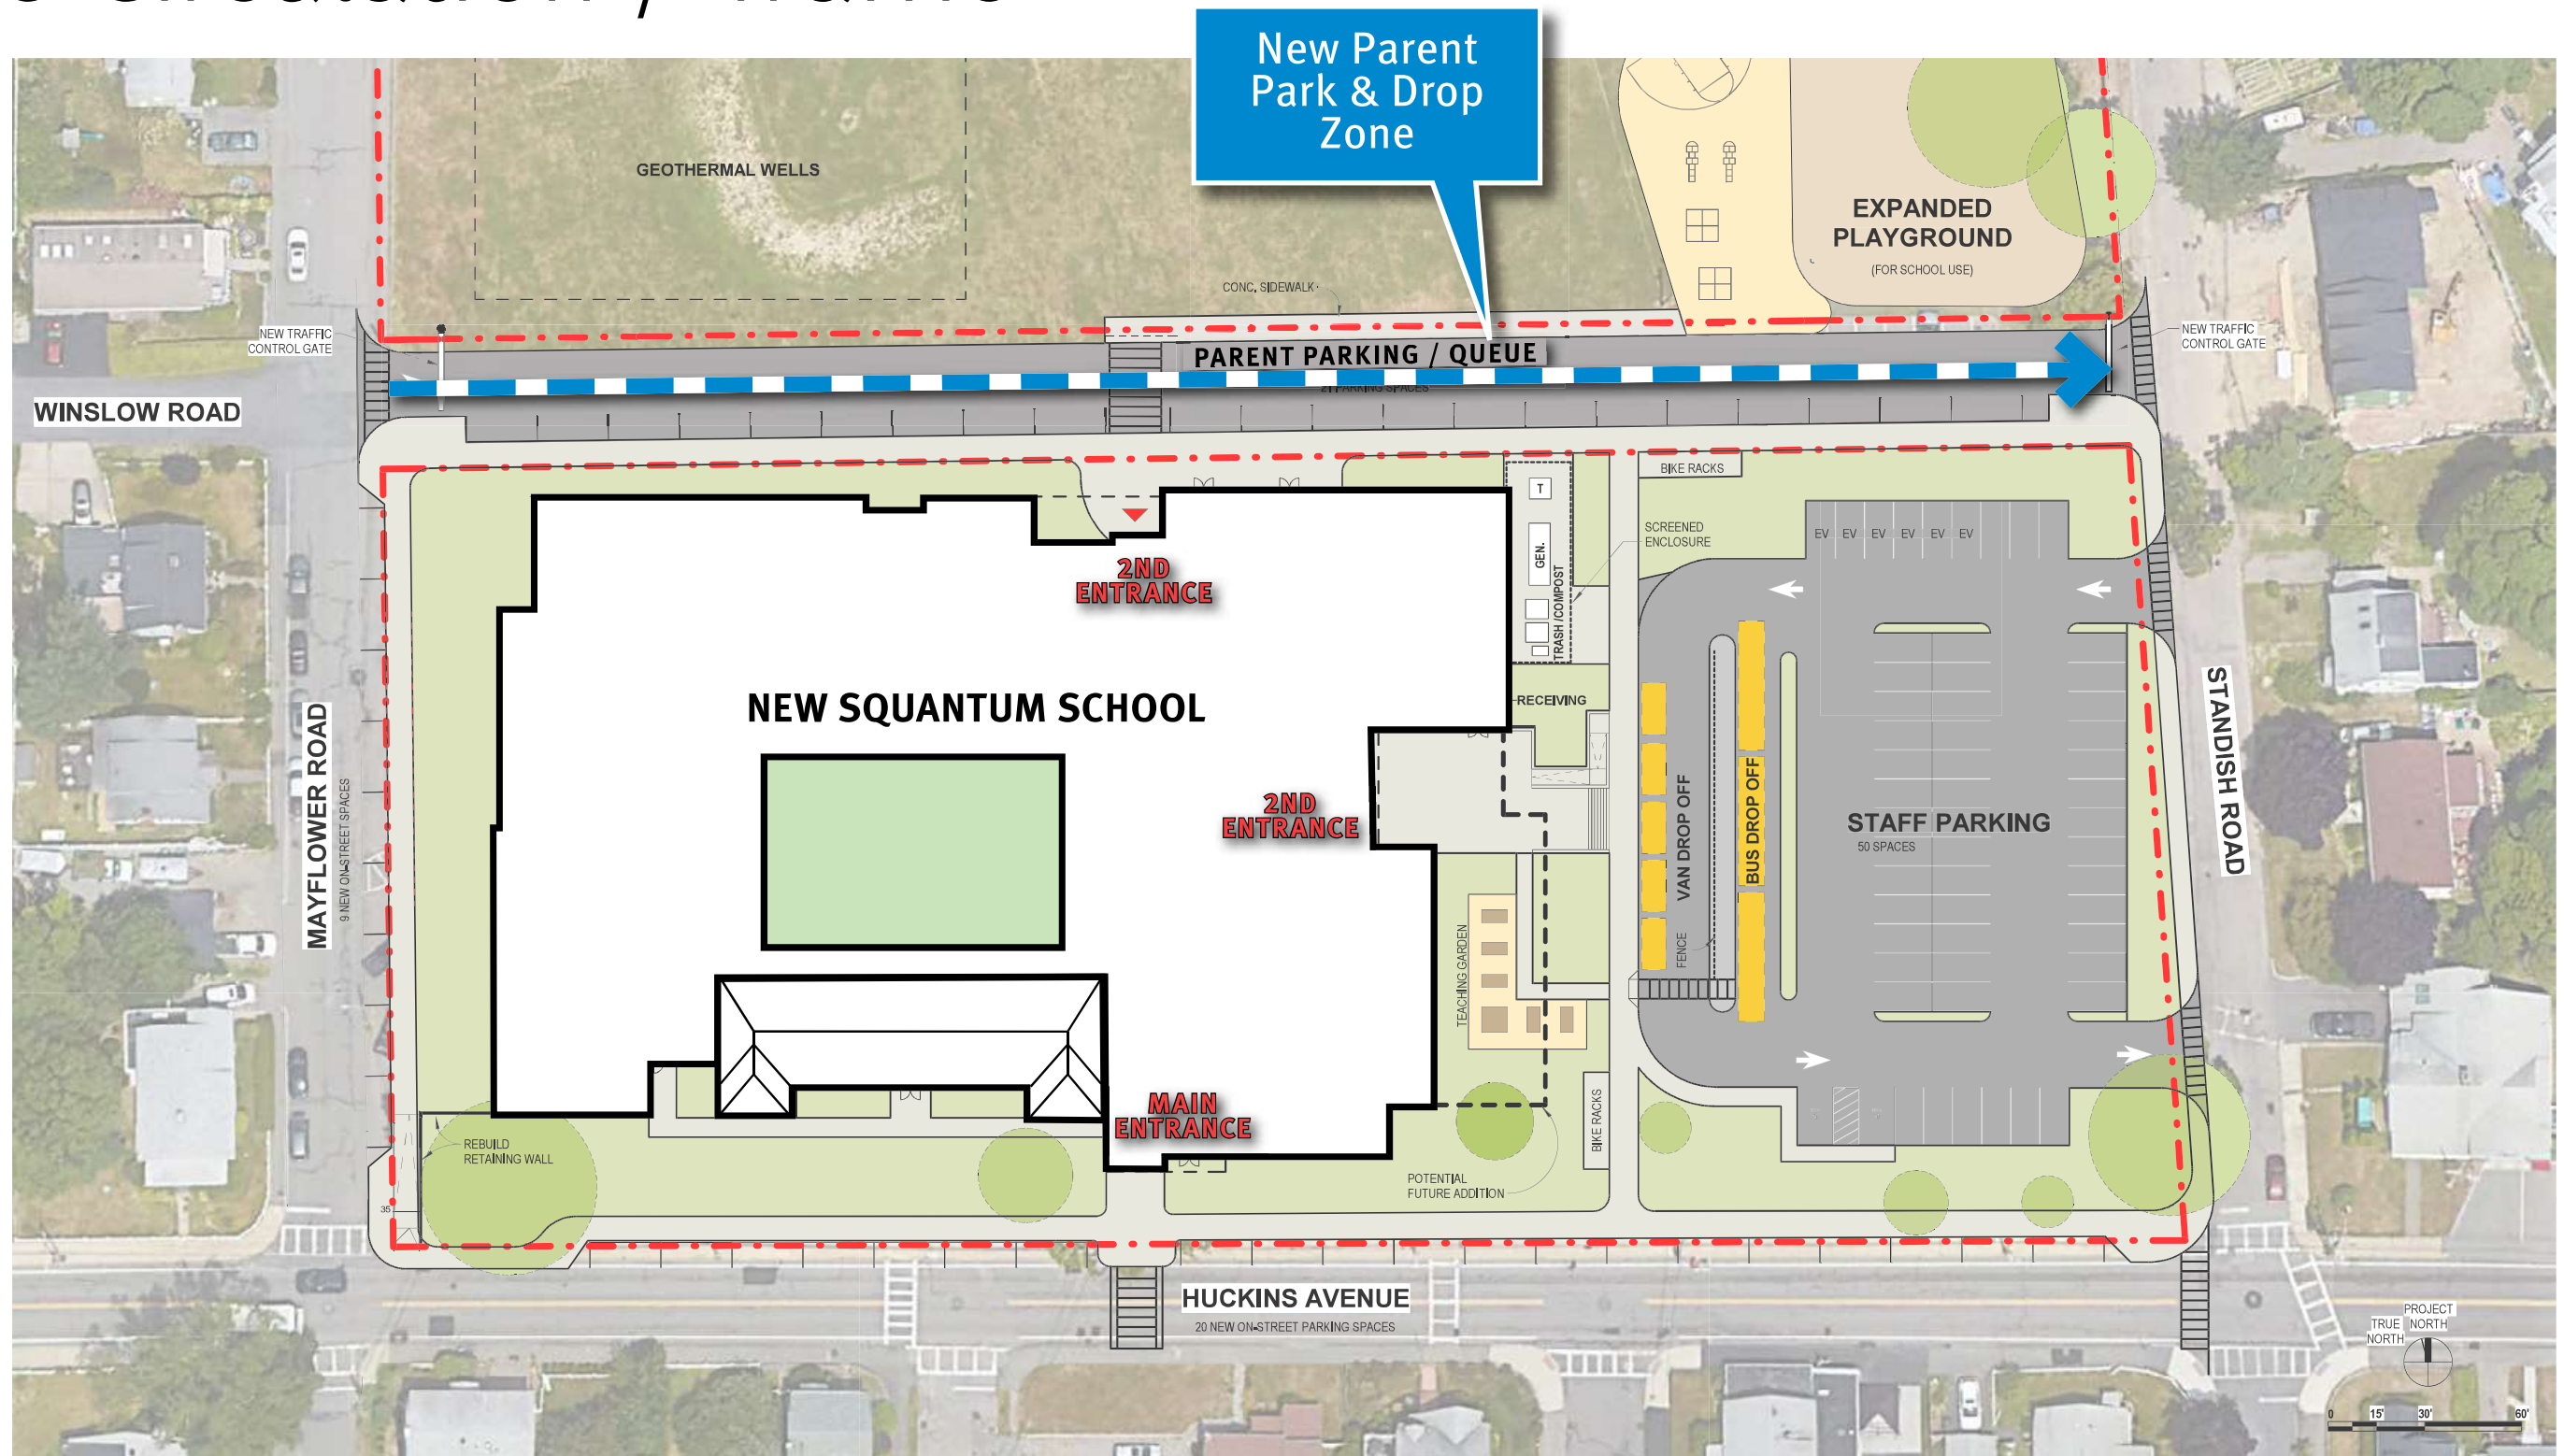 New Parent
Park & Drop
Zone
GEOTHERMAL WELLS
EXPANDED
PLAYGROUND
(FOR SCHOOL USE)
CONC. SIDEWALK
NEW TRAFFIC
CONTROL GATE
NEW TRAFFIC
CONTROL GATE
PARENT PARKING / QUEUE
21 PARKING SPACES
WINSLOW ROAD
BIKE RACKS
T
GEN.
TRASH / COMPOST
SCREENED
ENCLOSURE
EV EV EV EV EV EV
2ND
ENTRANCE
NEW SQUANTUM SCHOOL
RECEIVING
MAYFLOWER ROAD
9 NEW ON-STREET SPACES
2ND
ENTRANCE
VAN DROP OFF
BUS DROP OFF
STAFF PARKING
50 SPACES
STANDISH ROAD
FENCE
TEACHING GARDEN
MAIN
ENTRANCE
BIKE RACKS
REBUILD
RETAINING WALL
POTENTIAL
FUTURE ADDITION
35
HUCKINS AVENUE
20 NEW ON-STREET PARKING SPACES
PROJECT
NORTH
TRUE
NORTH
0 15' 30' 60'